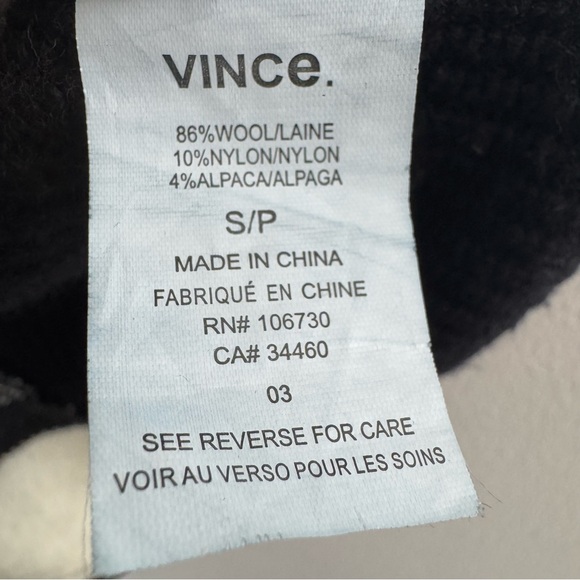 VINCe.
86%WOOL/LAINE
10%NYLON/NYLON
4%ALPACA/ALPAGA
S/P
MADE IN CHINA
FABRIQUÉ EN CHINE
RN# 106730
CA# 34460
03
SEE REVERSE FOR CARE
VOIR AU VERSO POUR LES SOINS